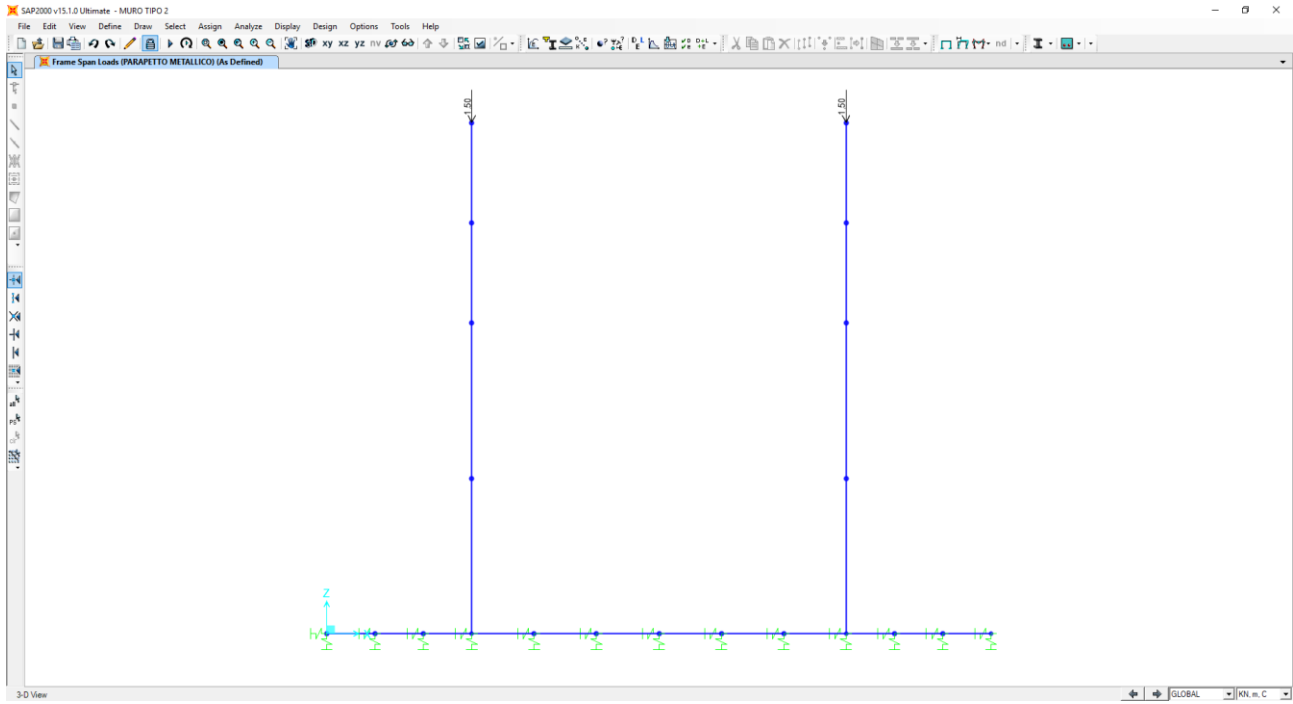 SAP2000 v15.1.0 Ultimate - MURO TIPO 2
File Edit View Define Draw Select Assign Analyze Display Design Options Tools Help
xy xz yz nv nd
Frame Span Loads (PARAPETTO METALLICO) (As Defined)
1.50 1.50
Z
X
3-D View GLOBAL KN, m, C